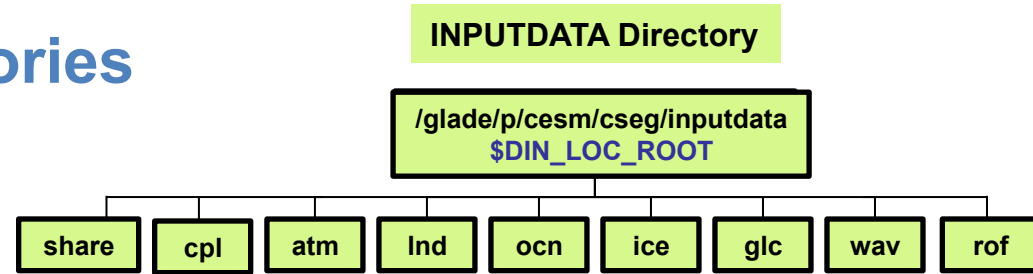 ories
INPUTDATA Directory
/glade/p/cesm/cseg/inputdata
$DIN_LOC_ROOT
share cpl atm lnd ocn ice glc wav rof